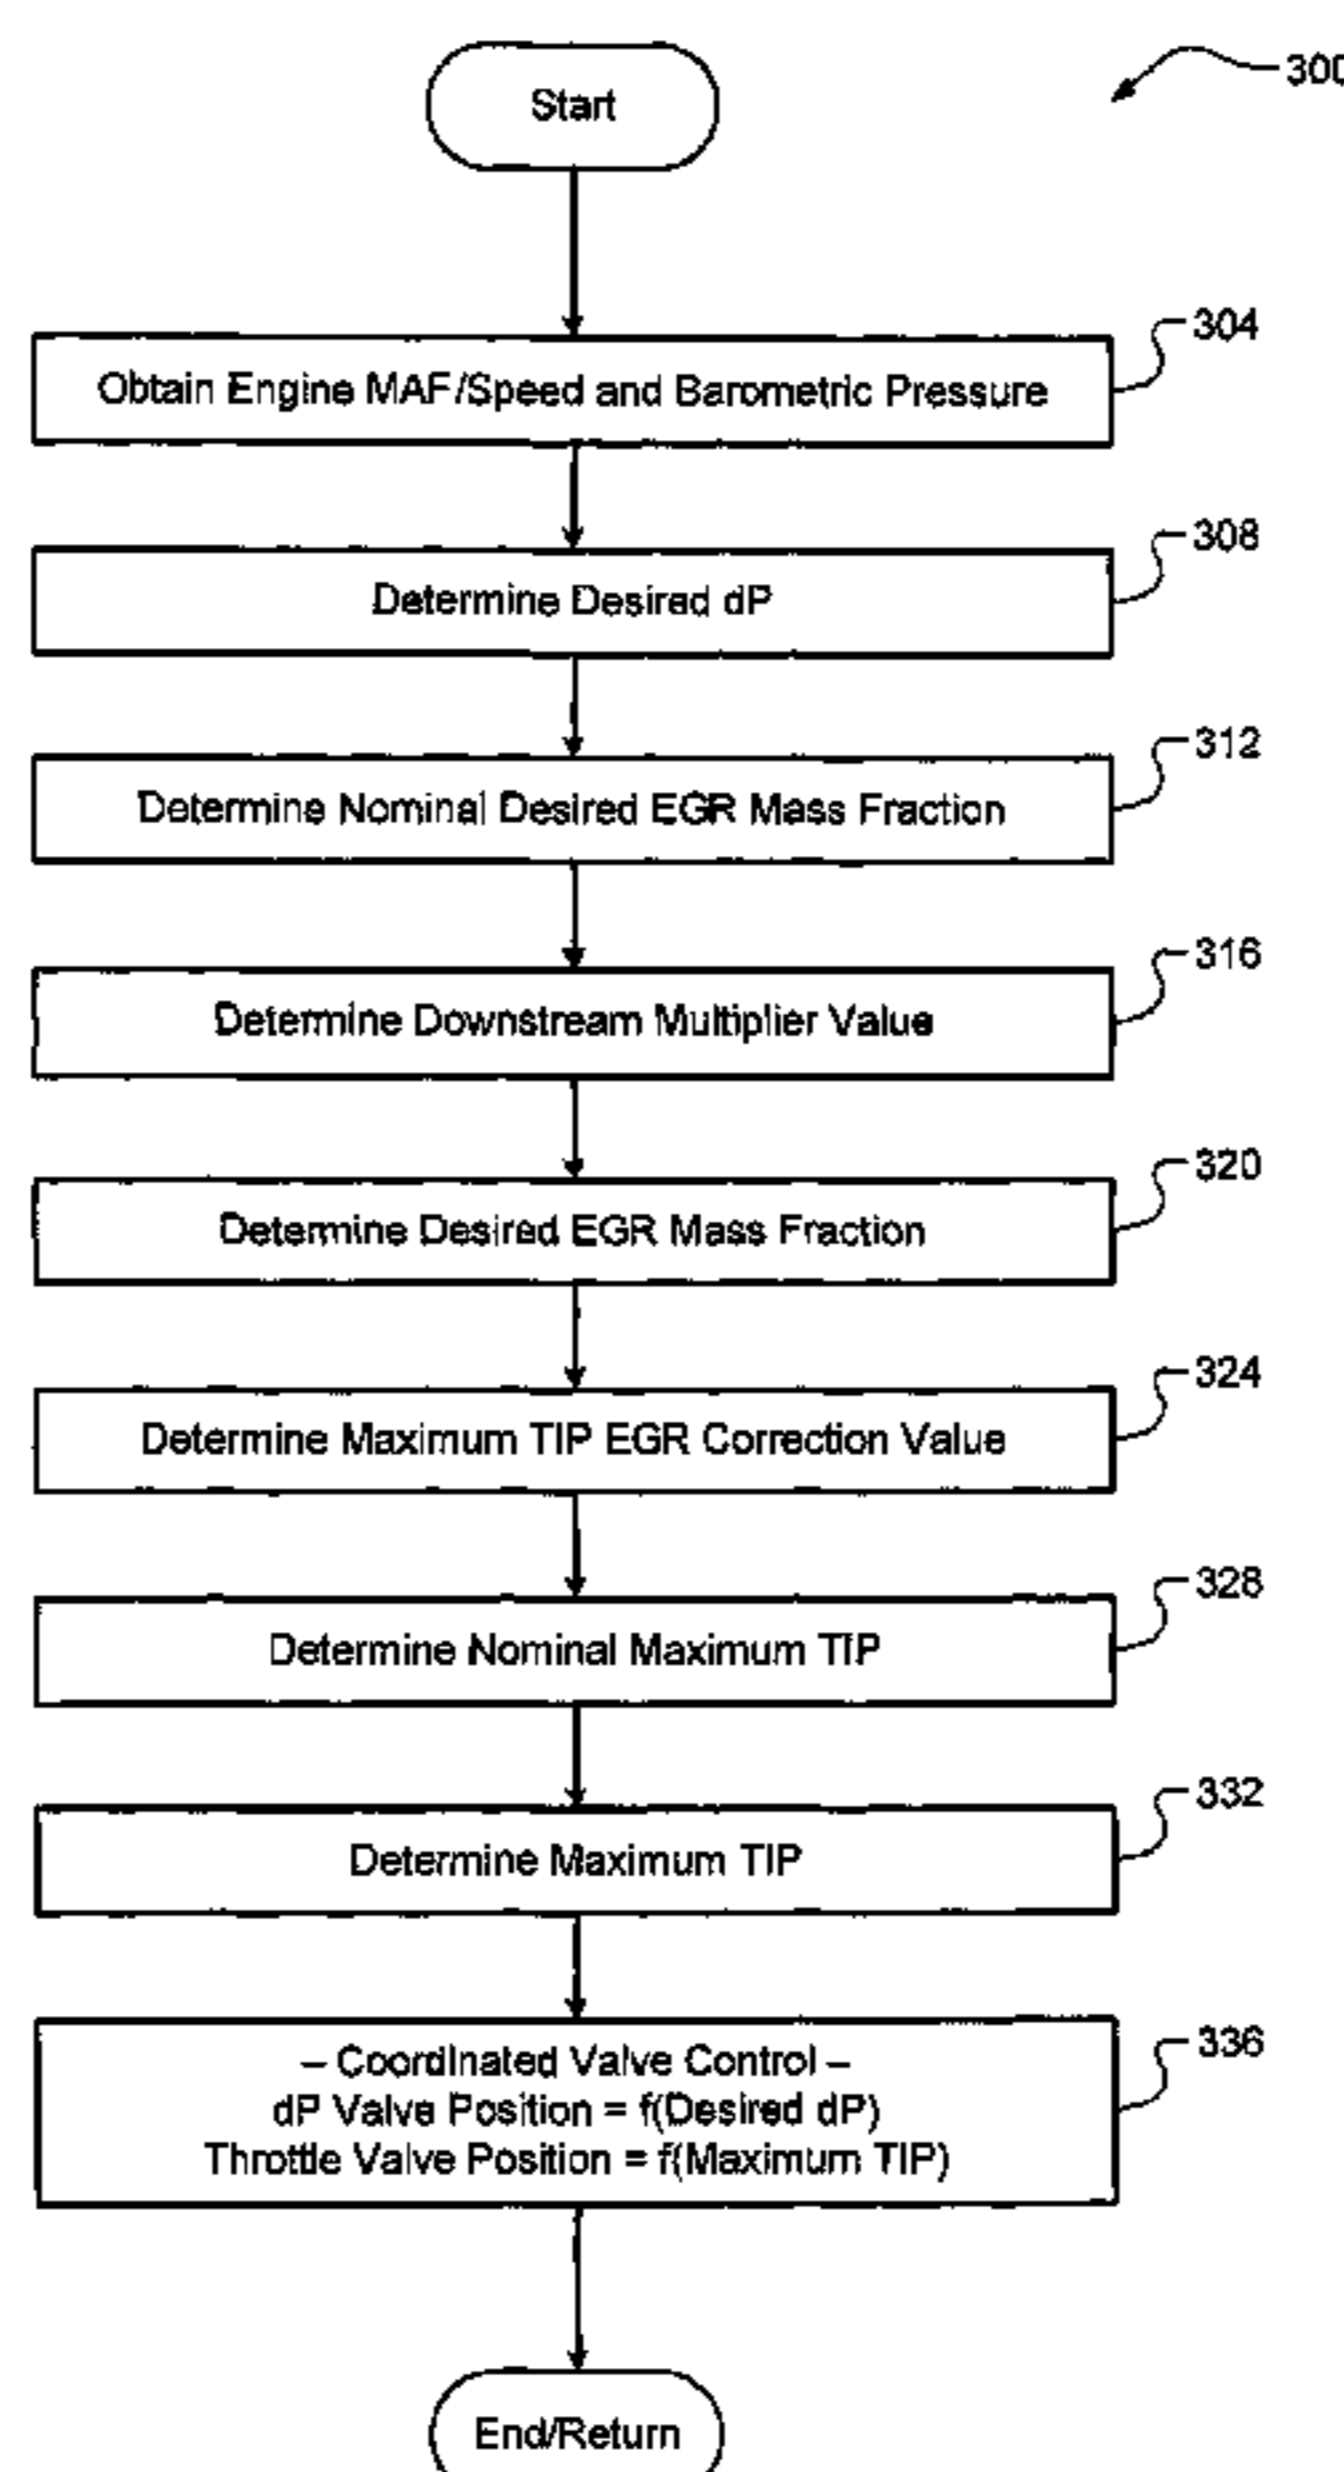 Start
300
Obtain Engine MAF/Speed and Barometric Pressure
304
Determine Desired dP
308
Determine Nominal Desired EGR Mass Fraction
312
Determine Downstream Multiplier Value
316
Determine Desired EGR Mass Fraction
320
Determine Maximum TIP EGR Correction Value
324
Determine Nominal Maximum TIP
328
Determine Maximum TIP
332
– Coordinated Valve Control –
dP Valve Position = f(Desired dP)
Throttle Valve Position = f(Maximum TIP)
336
End/Return